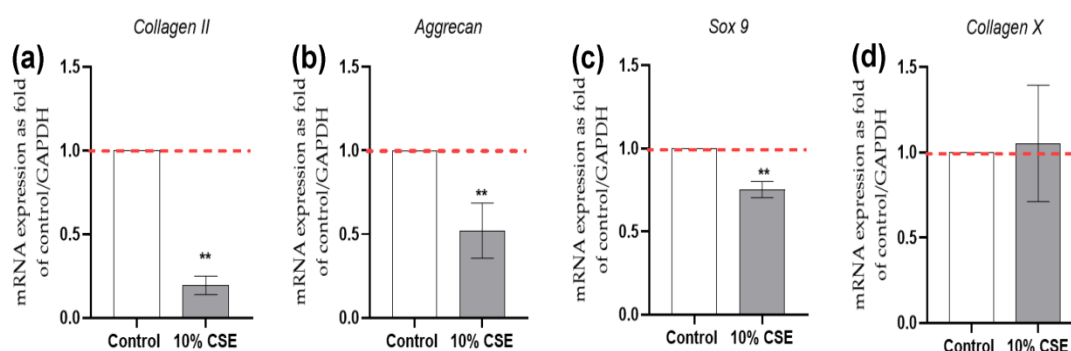 Collagen II
(a)
mRNA expression as fold
of control/GAPDH
1.5
1.0
0.5
0.0
**
Control
10% CSE
Aggrecan
(b)
mRNA expression as fold
of control/GAPDH
1.5
1.0
0.5
0.0
**
Control
10% CSE
Sox 9
(c)
mRNA expression as fold
of control/GAPDH
1.5
1.0
0.5
0.0
**
Control
10% CSE
Collagen X
(d)
mRNA expression as fold
of control/GAPDH
1.5
1.0
0.5
0.0
Control
10% CSE